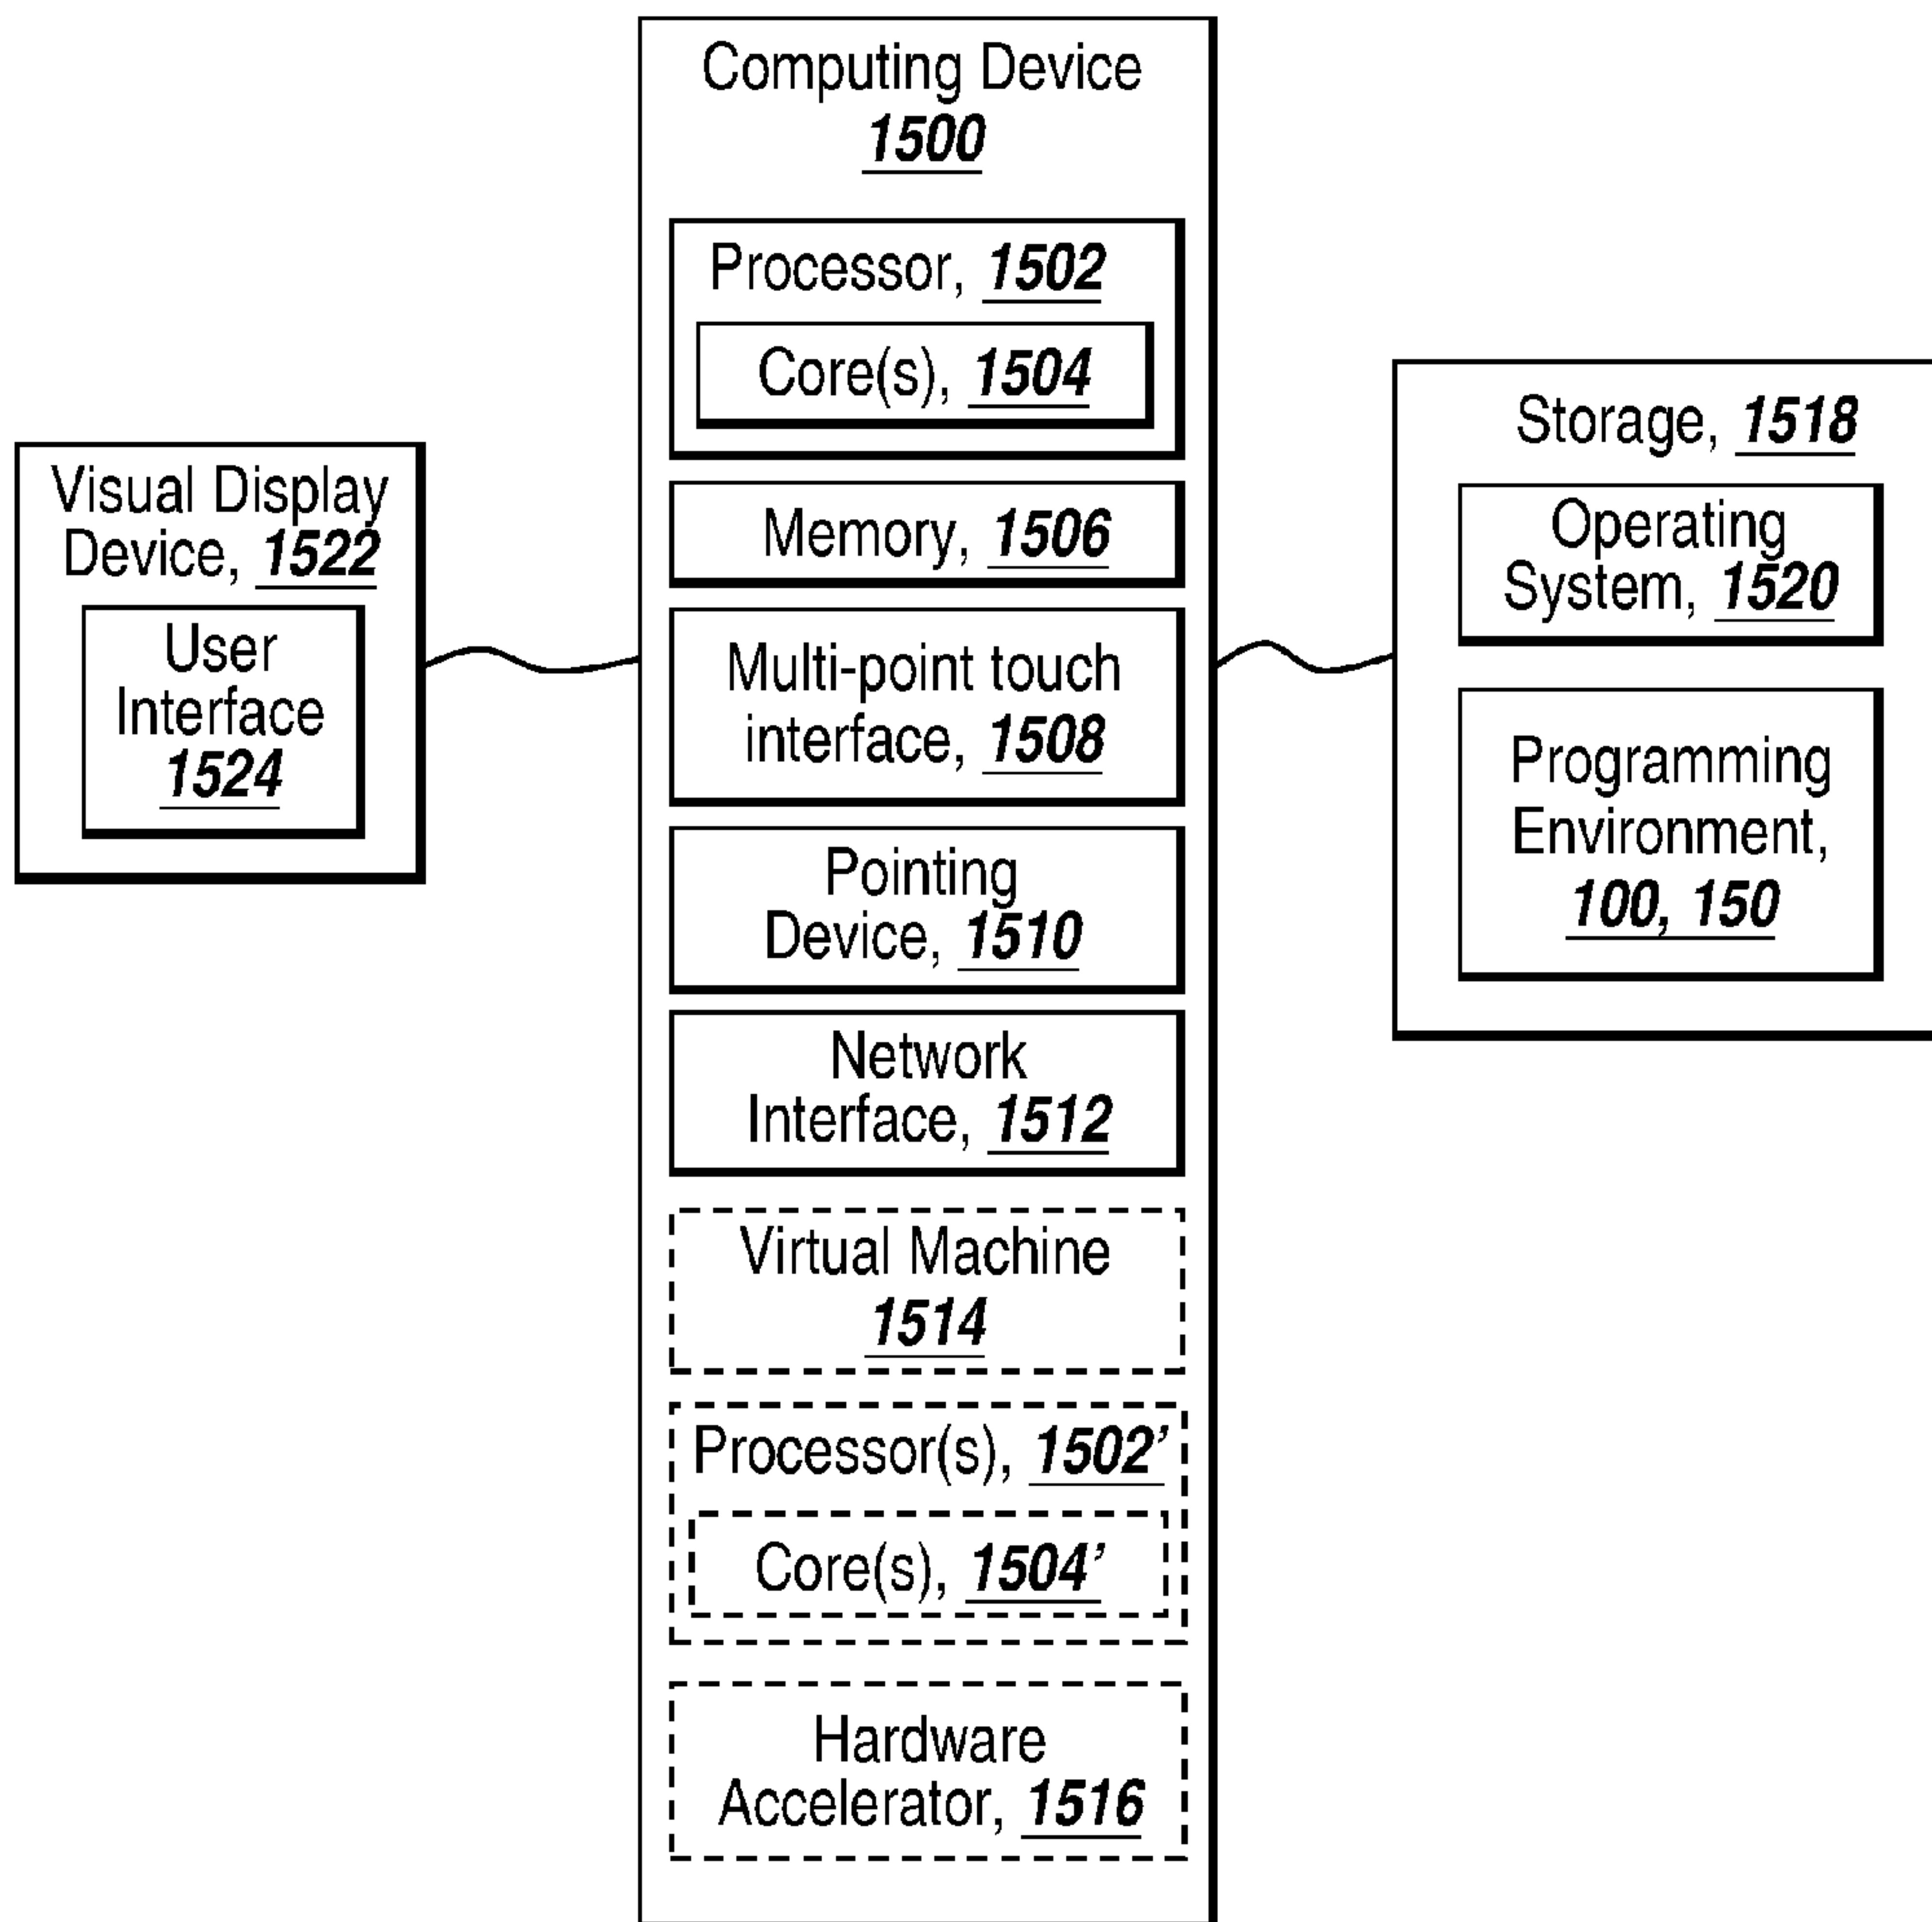 Computing Device
1500
Processor, 1502
Core(s), 1504
Memory, 1506
Multi-point touch
interface, 1508
Pointing
Device, 1510
Network
Interface, 1512
Virtual Machine
1514
Processor(s), 1502’
Core(s), 1504’
Hardware
Accelerator, 1516
Visual Display
Device, 1522
User
Interface
1524
Storage, 1518
Operating
System, 1520
Programming
Environment,
100, 150